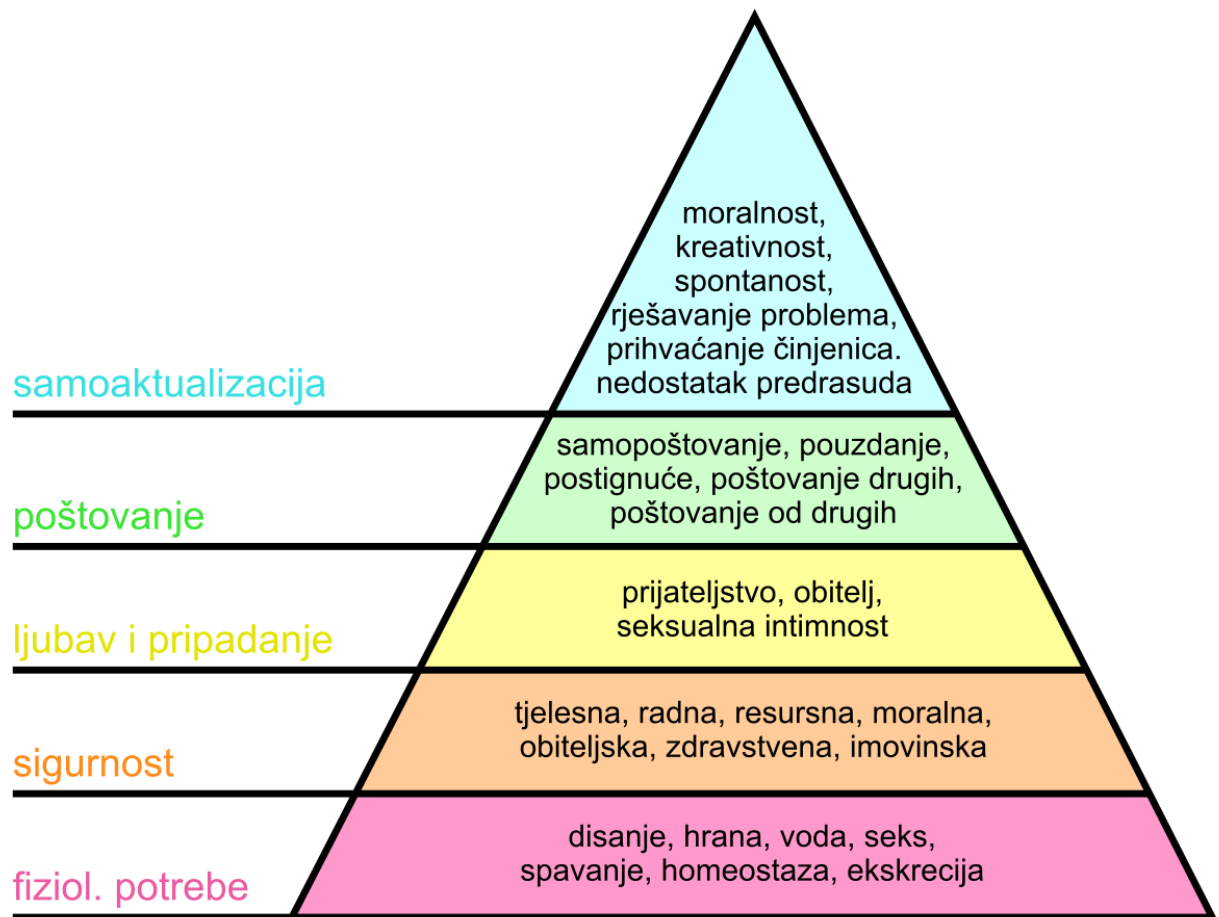 moralnost,
kreativnost,
spontanost,
rješavanje problema,
prihvaćanje činjenica.
nedostatak predrasuda
samoaktualizacija
samopoštovanje, pouzdanje,
postignuće, poštovanje drugih,
poštovanje od drugih
poštovanje
prijateljstvo, obitelj,
seksualna intimnost
ljubav i pripadanje
tjelesna, radna, resursna, moralna,
obiteljska, zdravstvena, imovinska
sigurnost
disanje, hrana, voda, seks,
spavanje, homeostaza, ekskrecija
fiziol. potrebe